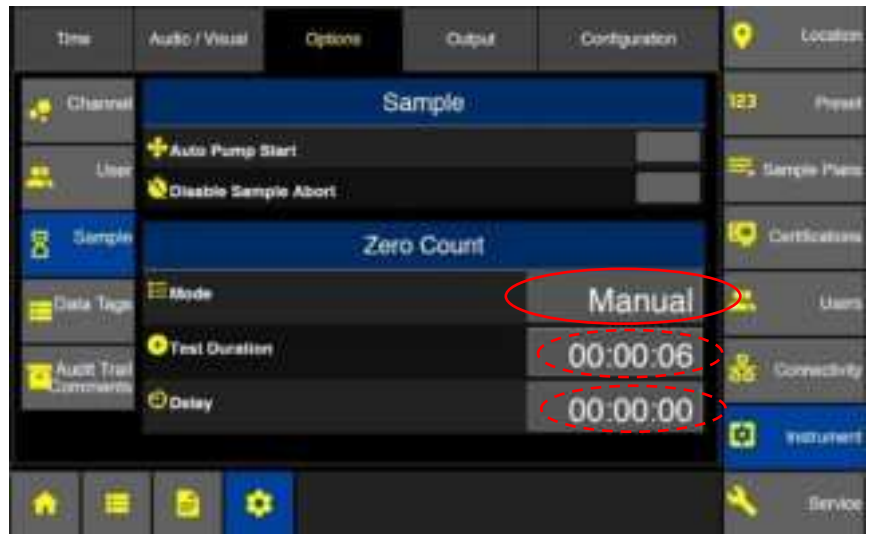 Time
Audio / Visual
Options
Output
Configuration
Location
Channel
Sample
123
Preset
Auto Pump Start
User
Sample Plans
Disable Sample Abort
Sample
Zero Count
Certifications
Mode
Manual
Data Tags
Users
Test Duration
00:00:06
Audit Trail
Comments
Connectivity
Delay
00:00:00
Instrument
Service